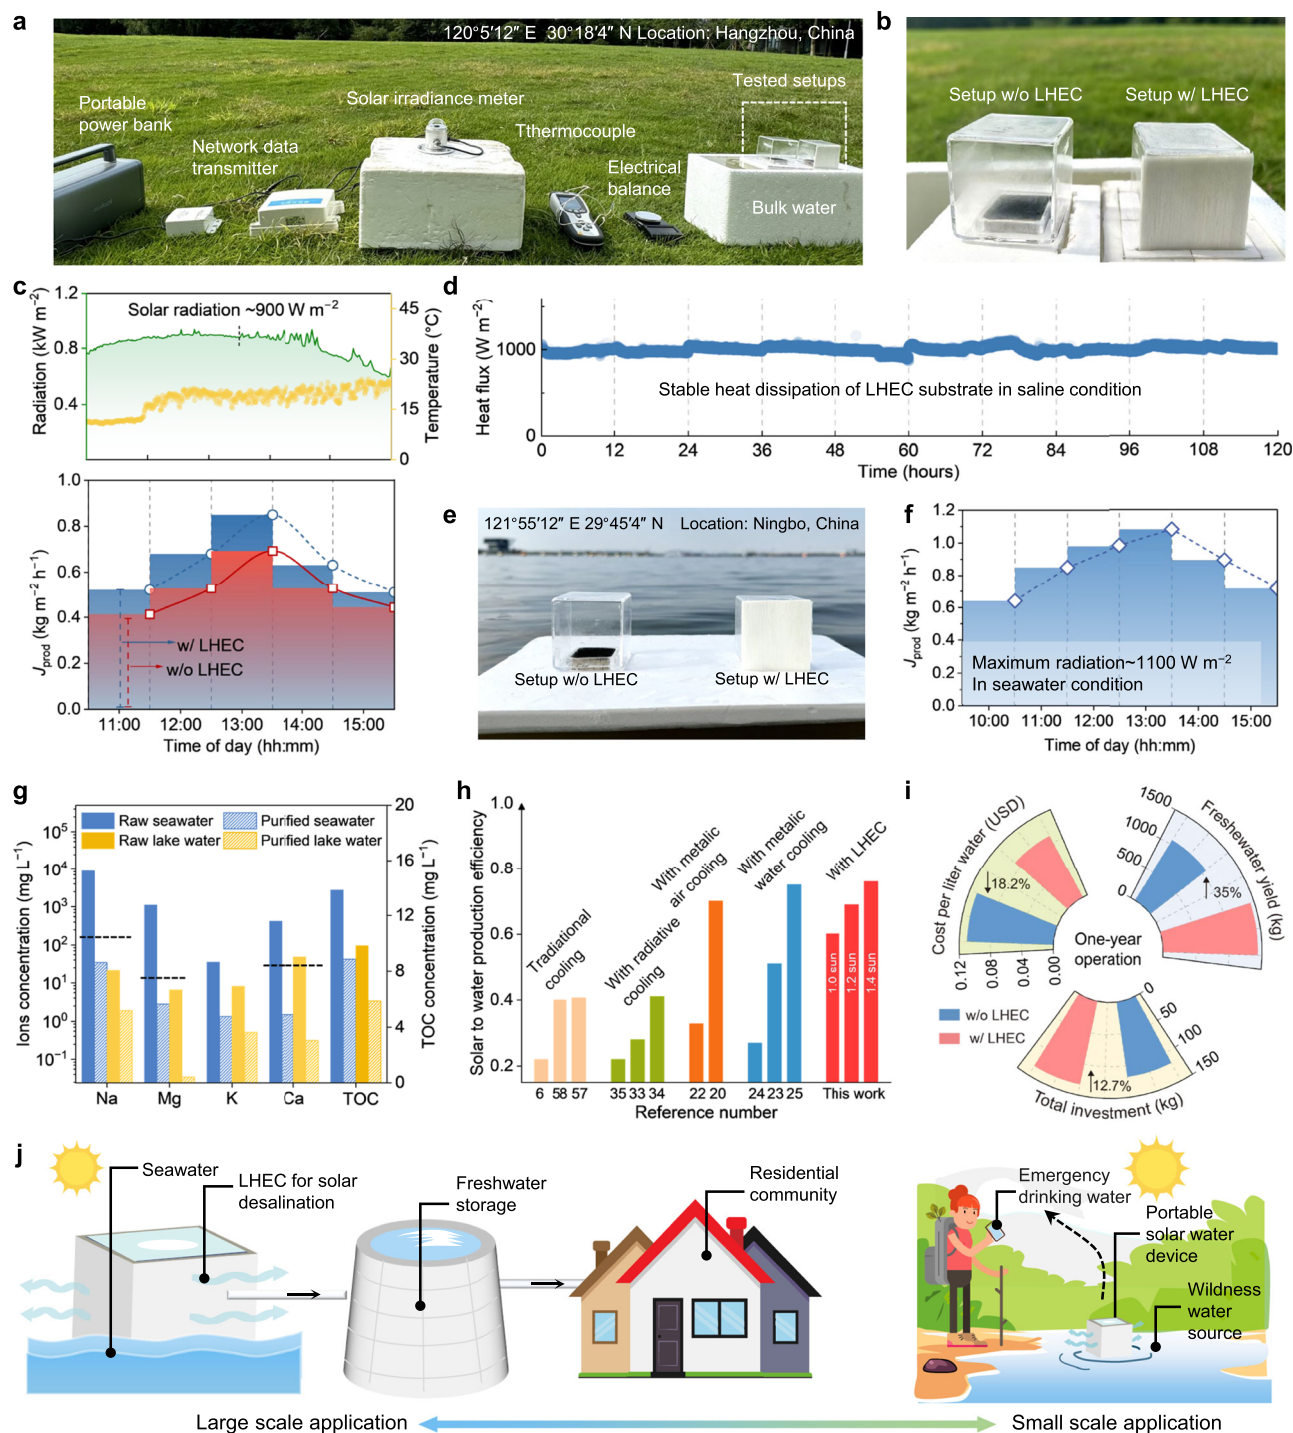 a
120°5′12″ E 30°18′4″ N Location: Hangzhou, China
Portable
power bank
Network data
transmitter
Solar irradiance meter
Tthermocouple
Electrical
balance
Tested setups
Bulk water
b
Setup w/o LHEC
Setup w/ LHEC
c
Solar radiation ~900 W m−2
Radiation (kW m−2)
1.2
0.8
0.4
Temperature (°C)
45
30
15
0
Jprod (kg m−2 h−1)
1.0
0.8
0.6
0.4
0.2
0.0
w/ LHEC
w/o LHEC
11:00 12:00 13:00 14:00 15:00
Time of day (hh:mm)
d
Heat flux (W m−2)
1000
0
Stable heat dissipation of LHEC substrate in saline condition
0 12 24 36 48 60 72 84 96 108 120
Time (hours)
e
121°55′12″ E 29°45′4″ N Location: Ningbo, China
Setup w/o LHEC
Setup w/ LHEC
f
Jprod (kg m−2 h−1)
1.2
1.0
0.8
0.6
0.4
0.2
0.0
Maximum radiation~1100 W m−2
In seawater condition
10:00 11:00 12:00 13:00 14:00 15:00
Time of day (hh:mm)
g
Raw seawater
Purified seawater
Raw lake water
Purified lake water
Ions concentration (mg L−1)
10⁵
10⁴
10³
10²
10¹
10⁰
10−1
TOC concentration (mg L−1)
20
16
12
8
4
0
Na Mg K Ca TOC
h
Solar to water production efficiency
1.0
0.8
0.6
0.4
0.2
Tradiational
cooling
With radiative
cooling
With metalic
air cooling
With metalic
water cooling
With LHEC
1.0 sun
1.2 sun
1.4 sun
6 58 57 35 33 34 22 20 24 23 25 This work
Reference number
i
Cost per liter water (USD)
0.12 0.08 0.04 0.00
↓18.2%
Freshewater yield (kg)
1500
1000
500
0
↑35%
One-year
operation
w/o LHEC
w/ LHEC
0
50
100
150
↑12.7%
Total investment (kg)
j
Seawater
LHEC for solar
desalination
Freshwater
storage
Residential
community
Emergency
drinking water
Portable
solar water
device
Wildness
water
source
Large scale application
Small scale application